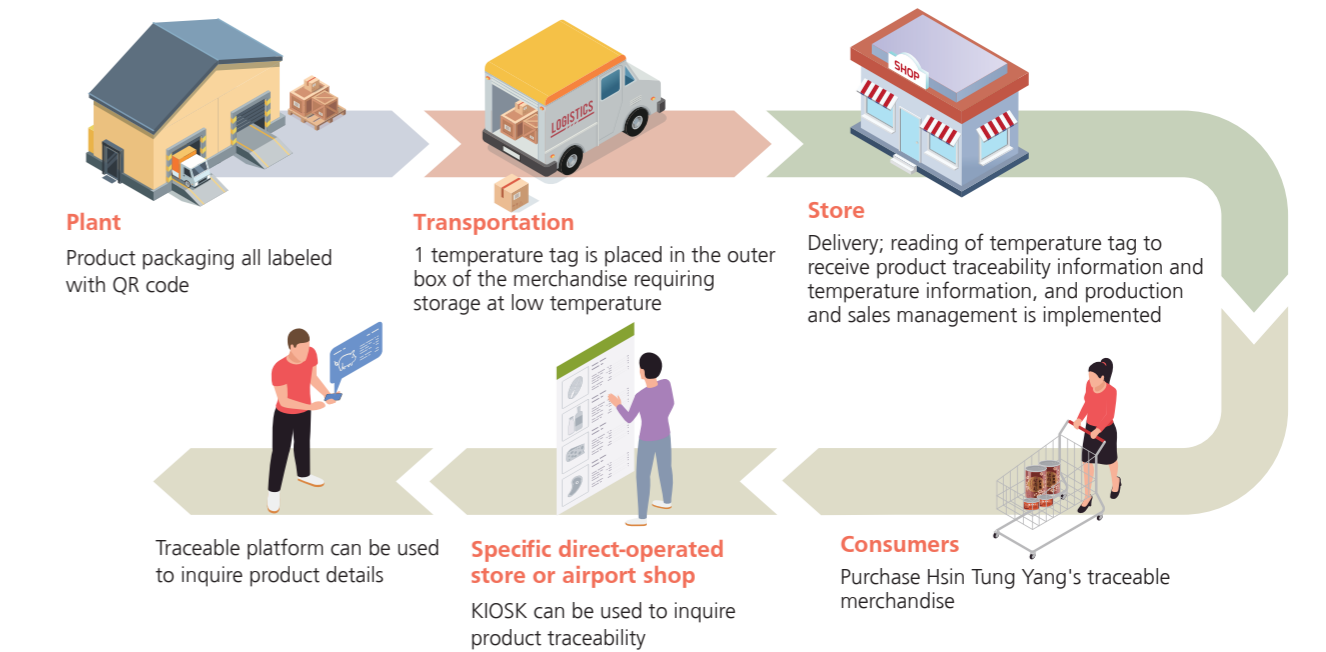 SHOP
LOGISTICS
Plant
Product packaging all labeled
with QR code
Transportation
1 temperature tag is placed in the outer
box of the merchandise requiring
storage at low temperature
Store
Delivery; reading of temperature tag to
receive product traceability information and
temperature information, and production
and sales management is implemented
Consumers
Purchase Hsin Tung Yang's traceable
merchandise
Specific direct-operated
store or airport shop
KIOSK can be used to inquire
product traceability
Traceable platform can be used
to inquire product details